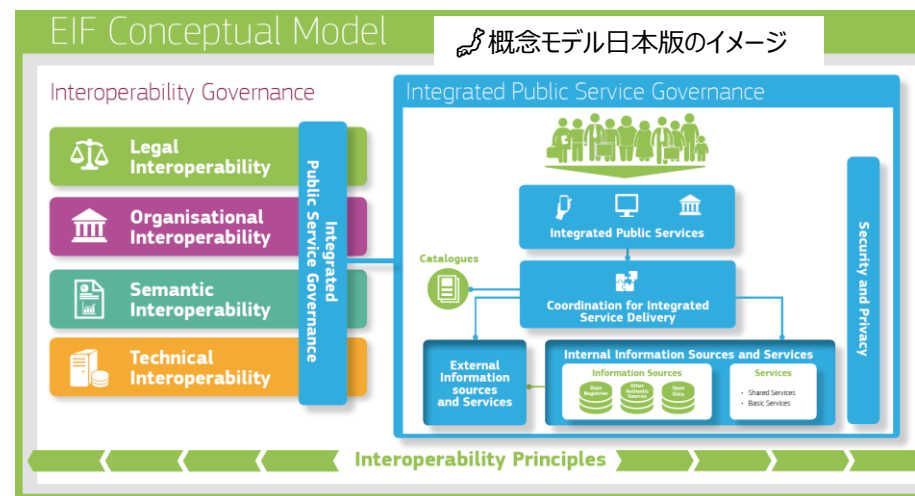 EIF Conceptual Model
概念モデル日本版のイメージ
Interoperability Governance
Legal
Interoperability
Organisational
Interoperability
Semantic
Interoperability
Technical
Interoperability
Integrated
Public Service Governance
Integrated Public Service Governance
Integrated Public Services
Catalogues
Coordination for Integrated
Service Delivery
External
Information
sources
and Services
Internal Information Sources and Services
Information Sources
Base
Registries
Other
Authentic
Sources
Open
Data
Services
• Shared Services
• Basic Services
Security and Privacy
Interoperability Principles